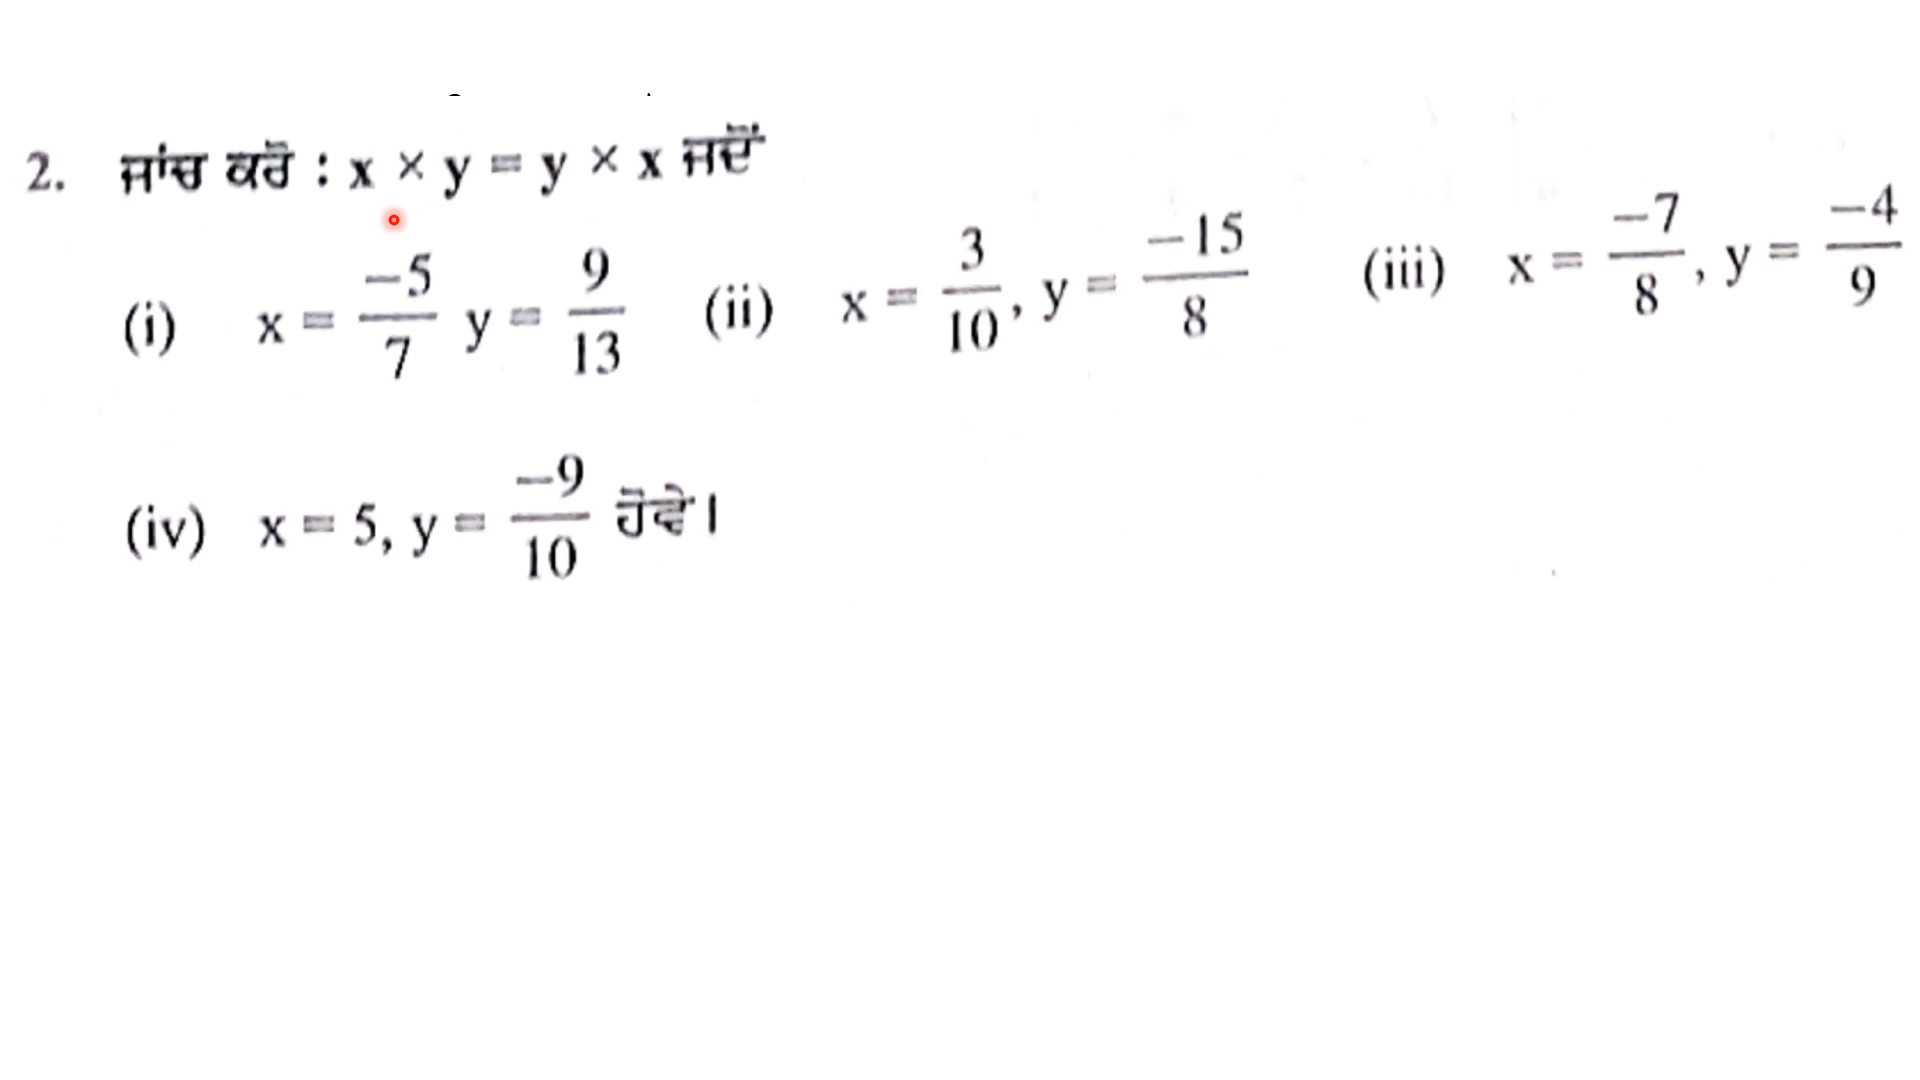 2. ਜਾਂਚ ਕਰੋ : x × y = y × x ਜਦੋਂ
(i) x = -5/7 y = 9/13 (ii) x = 3/10, y = -15/8 (iii) x = -7/8, y = -4/9
(iv) x = 5, y = -9/10 ਹੋਵੇ।